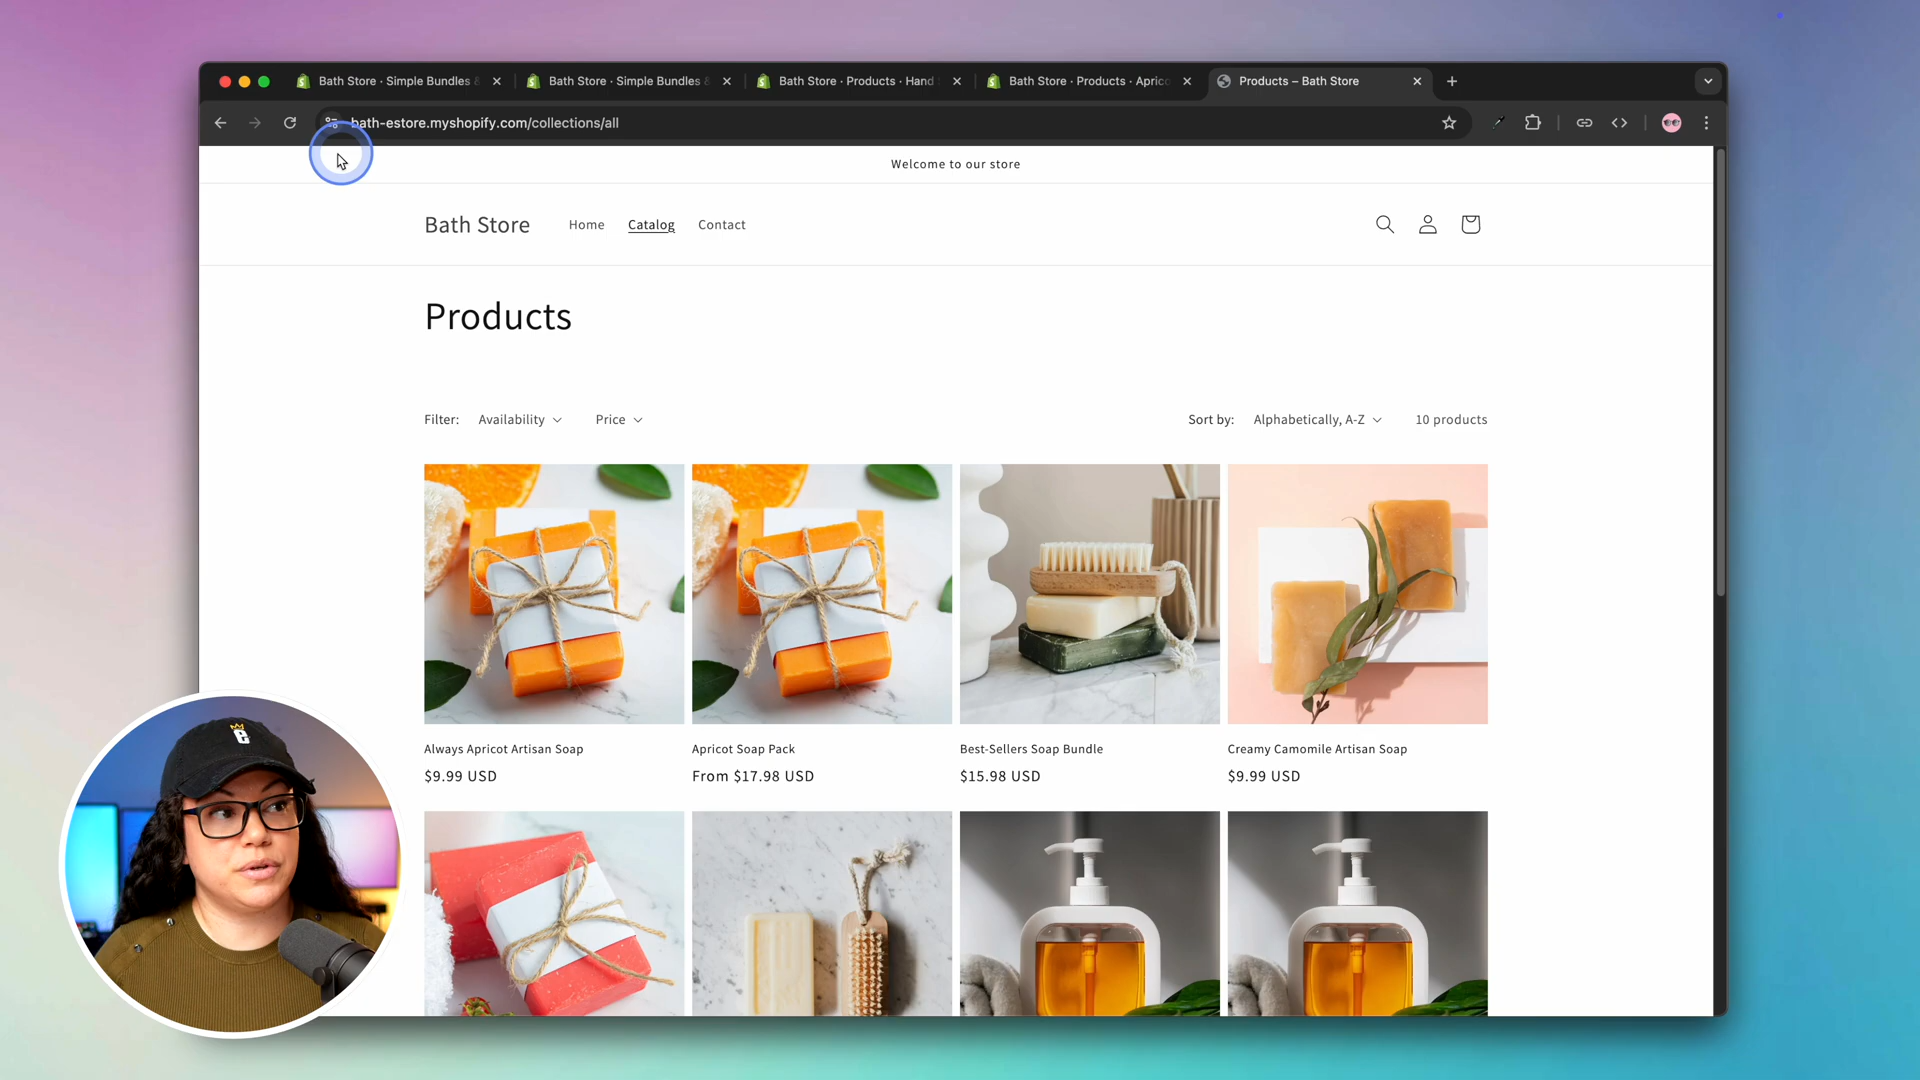 Bath Store · Simple Bundles &
Bath Store · Simple Bundles &
Bath Store · Products · Hand
Bath Store · Products · Aprico
Products – Bath Store
bath-estore.myshopify.com/collections/all
Welcome to our store
Bath Store
Home
Catalog
Contact
Products
Filter:
Availability
Price
Sort by:
Alphabetically, A-Z
10 products
Always Apricot Artisan Soap
$9.99 USD
Apricot Soap Pack
From $17.98 USD
Best-Sellers Soap Bundle
$15.98 USD
Creamy Camomile Artisan Soap
$9.99 USD
e